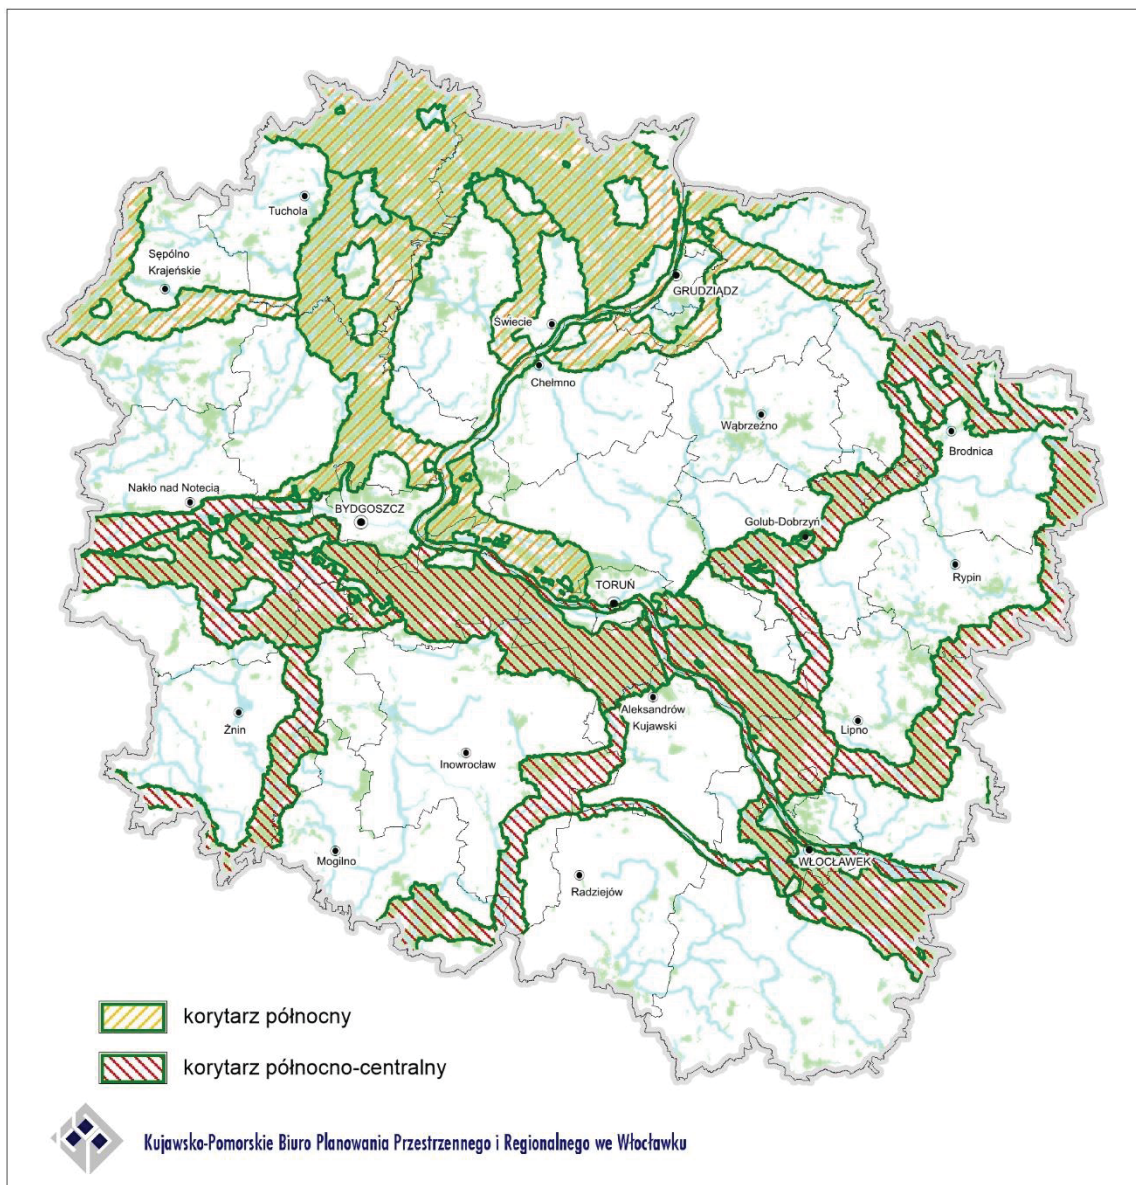 Tuchola
Sępólno
Krajeńskie
GRUDZIĄDZ
Świecie
Chełmno
Wąbrzeźno
Brodnica
Nakło nad Notecią
BYDGOSZCZ
Golub-Dobrzyń
Rypin
TORUŃ
Aleksandrów
Kujawski
Żnin
Lipno
Inowrocław
Mogilno
WŁOCŁAWEK
Radziejów
korytarz północny
korytarz północno-centralny
Kujawsko-Pomorskie Biuro Planowania Przestrzennego i Regionalnego we Włocławku